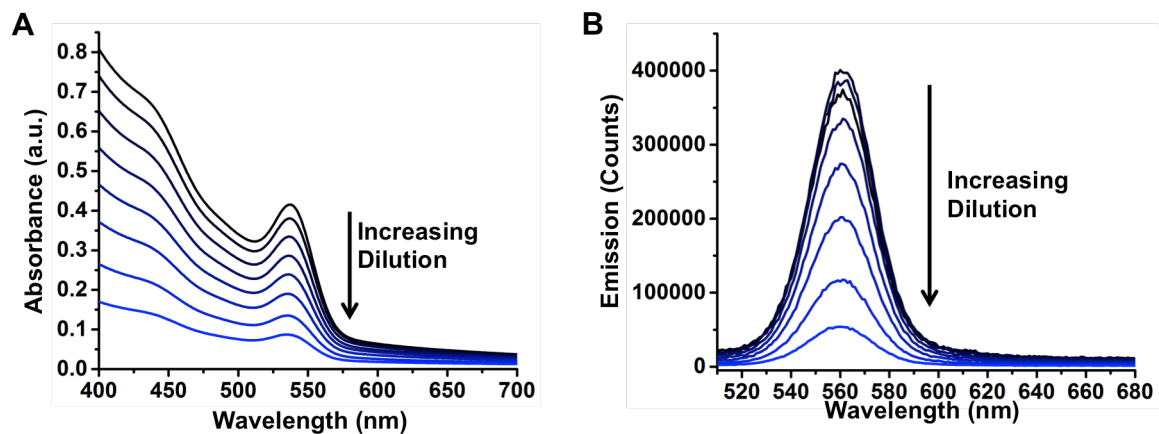 A
B
Absorbance (a.u.)
0.8
0.7
0.6
0.5
0.4
0.3
0.2
0.1
0.0
400 450 500 550 600 650 700
Wavelength (nm)
Increasing
Dilution
Emission (Counts)
400000
300000
200000
100000
0
520 540 560 580 600 620 640 660 680
Wavelength (nm)
Increasing
Dilution